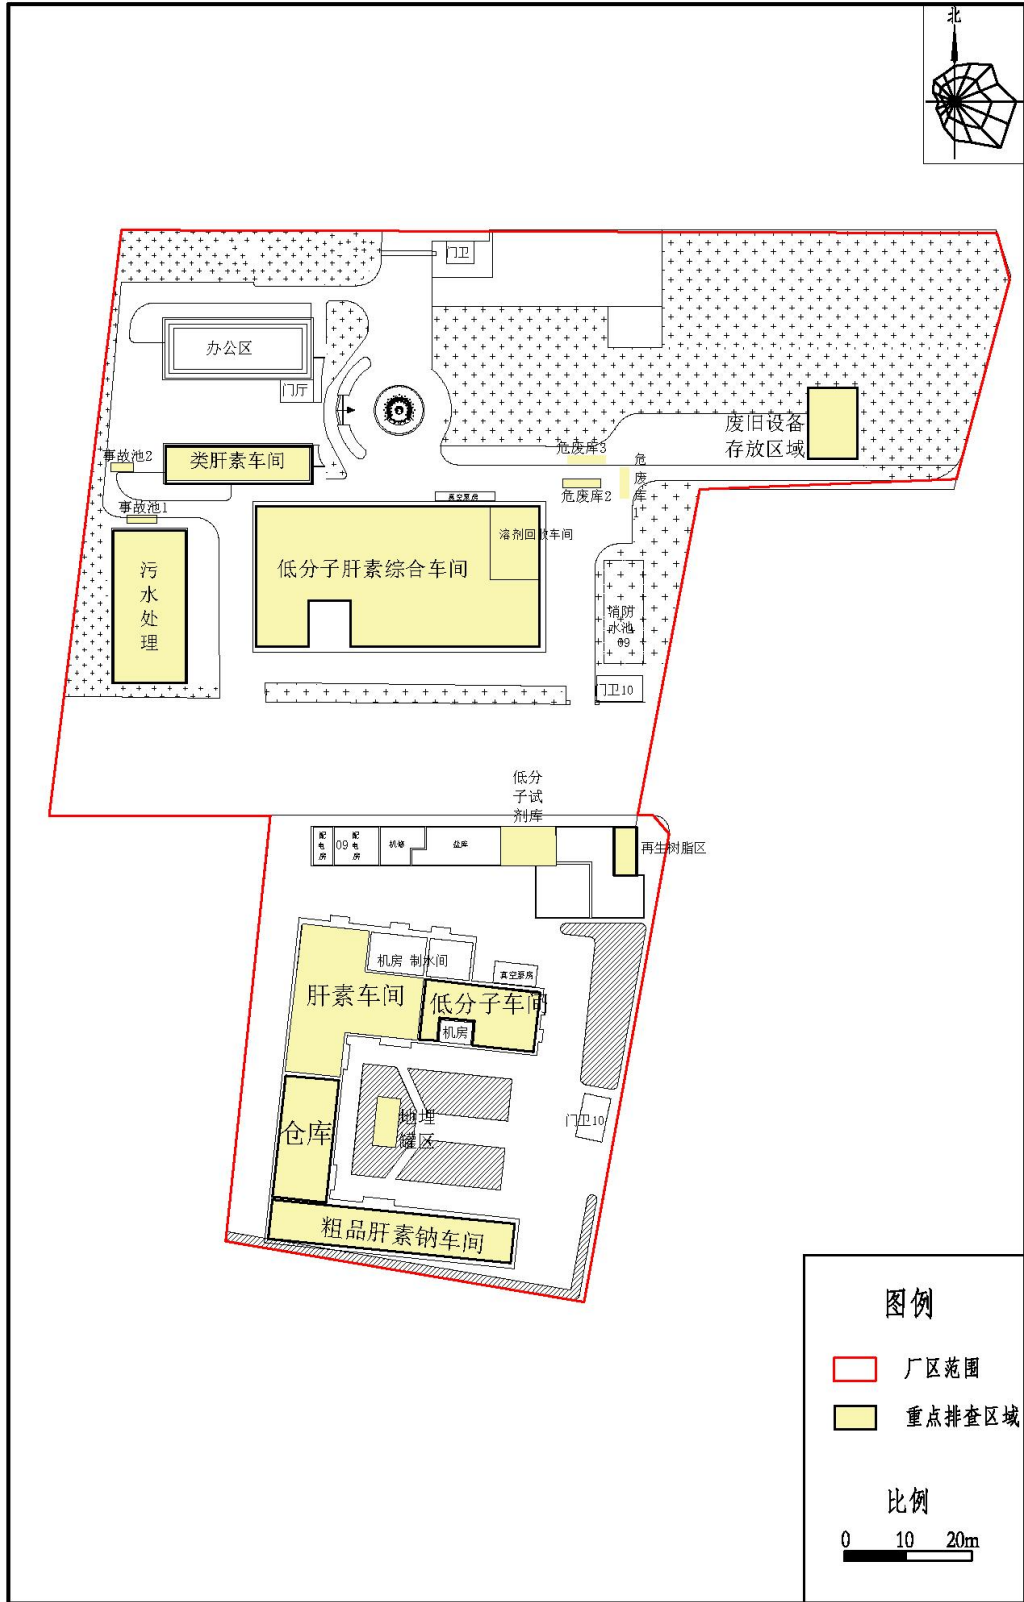 北
门卫
办公区
门厅
废旧设备
存放区域
事故池2
类肝素车间
危废库3
危废库2
危废库1
事故池1
真空泵房
溶剂回收车间
低分子肝素综合车间
污水处理
消防
水池
09
门卫10
低分
子试
剂库
配电房
09
配电房
机修
盐库
再生树脂区
机房
制水间
真空泵房
肝素车间
低分子车间
机房
地埋
罐区
门卫10
仓库
粗品肝素钠车间
图例
厂区范围
重点排查区域
比例
0 10 20m